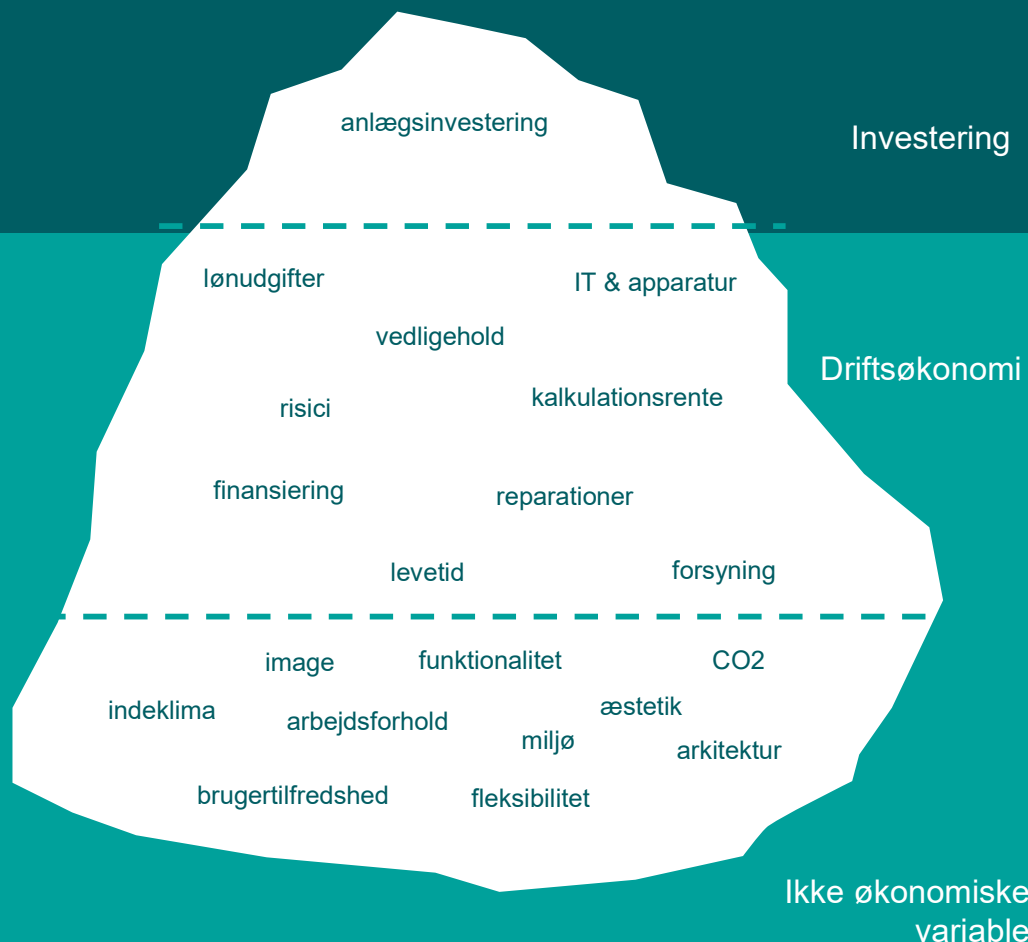 anlægsinvestering
Investering
lønudgifter
IT & apparatur
vedligehold
Driftsøkonomi
kalkulationsrente
risici
finansiering
reparationer
levetid
forsyning
image
funktionalitet
CO2
indeklima
arbejdsforhold
æstetik
miljø
arkitektur
brugertilfredshed
fleksibilitet
Ikke økonomiske
variable